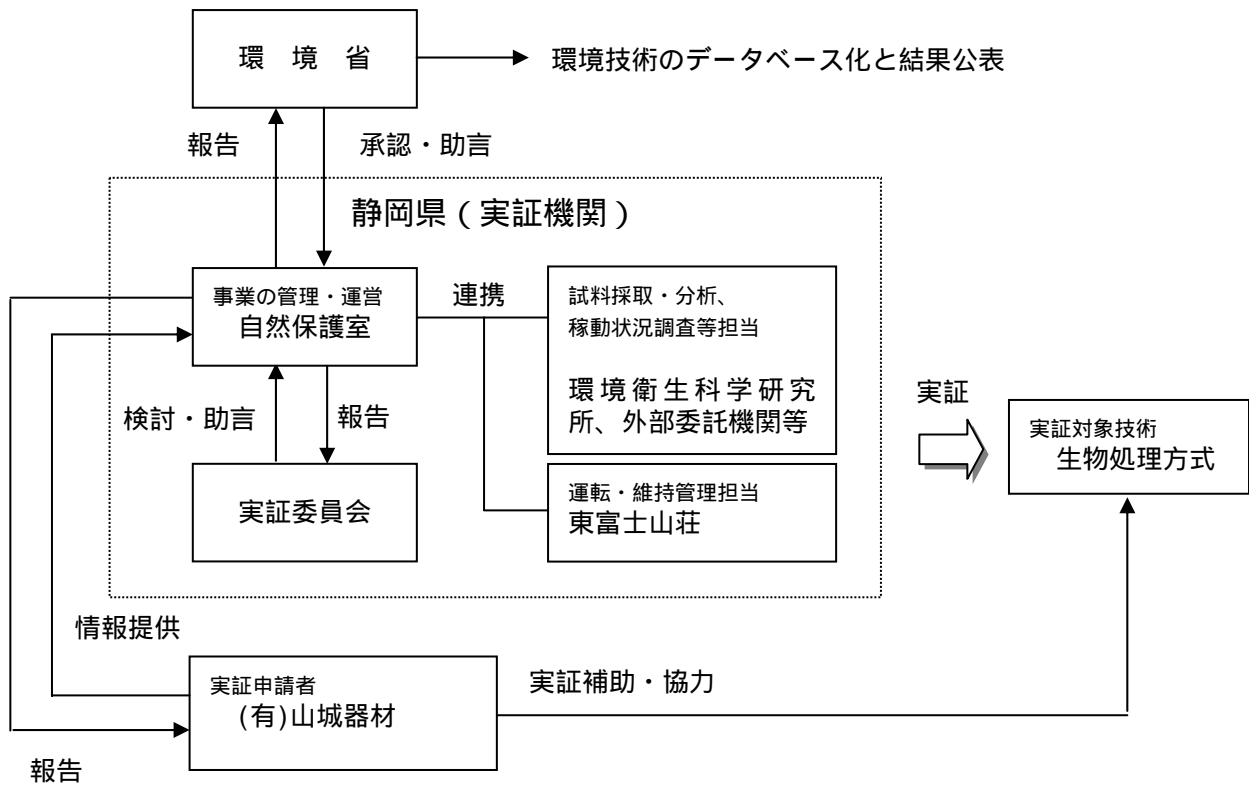 環 境 省
環境技術のデータベース化と結果公表
報告
承認・助言
静岡県（実証機関）
事業の管理・運営
自然保護室
連携
試料採取・分析、
稼動状況調査等担当
環境衛生科学研究
所、外部委託機関等
検討・助言
報告
実証
実証対象技術
生物処理方式
実証委員会
運転・維持管理担当
東富士山荘
情報提供
実証申請者
(有)山城器材
実証補助・協力
報告